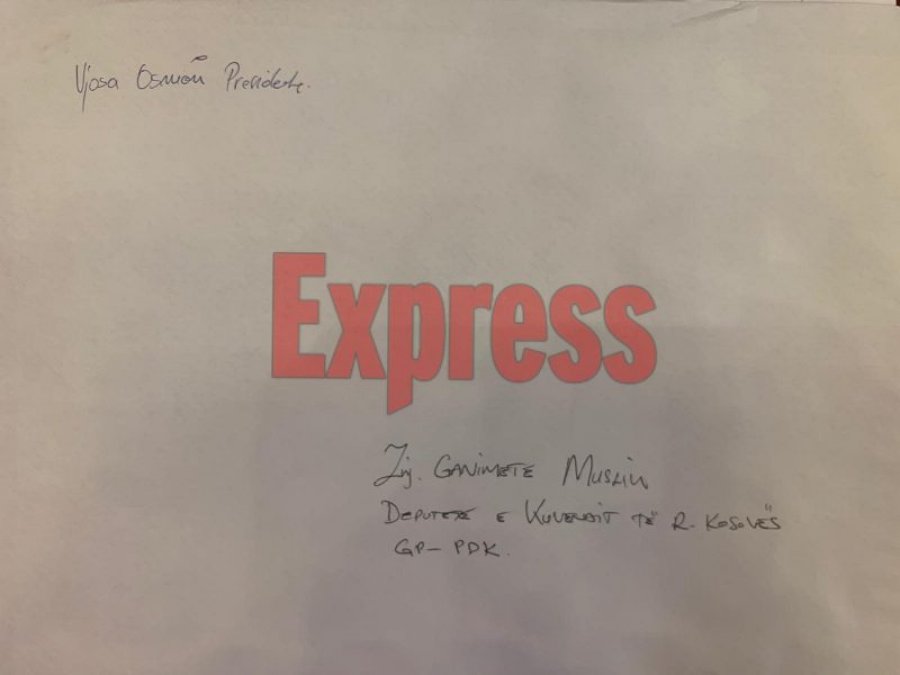 Vjosa Osmani Presidente.
Express
Znj. GANIMETE MUSLIU
DEPUTETE E KUVENDIT TË R. KOSOVËS
GP- PDK.